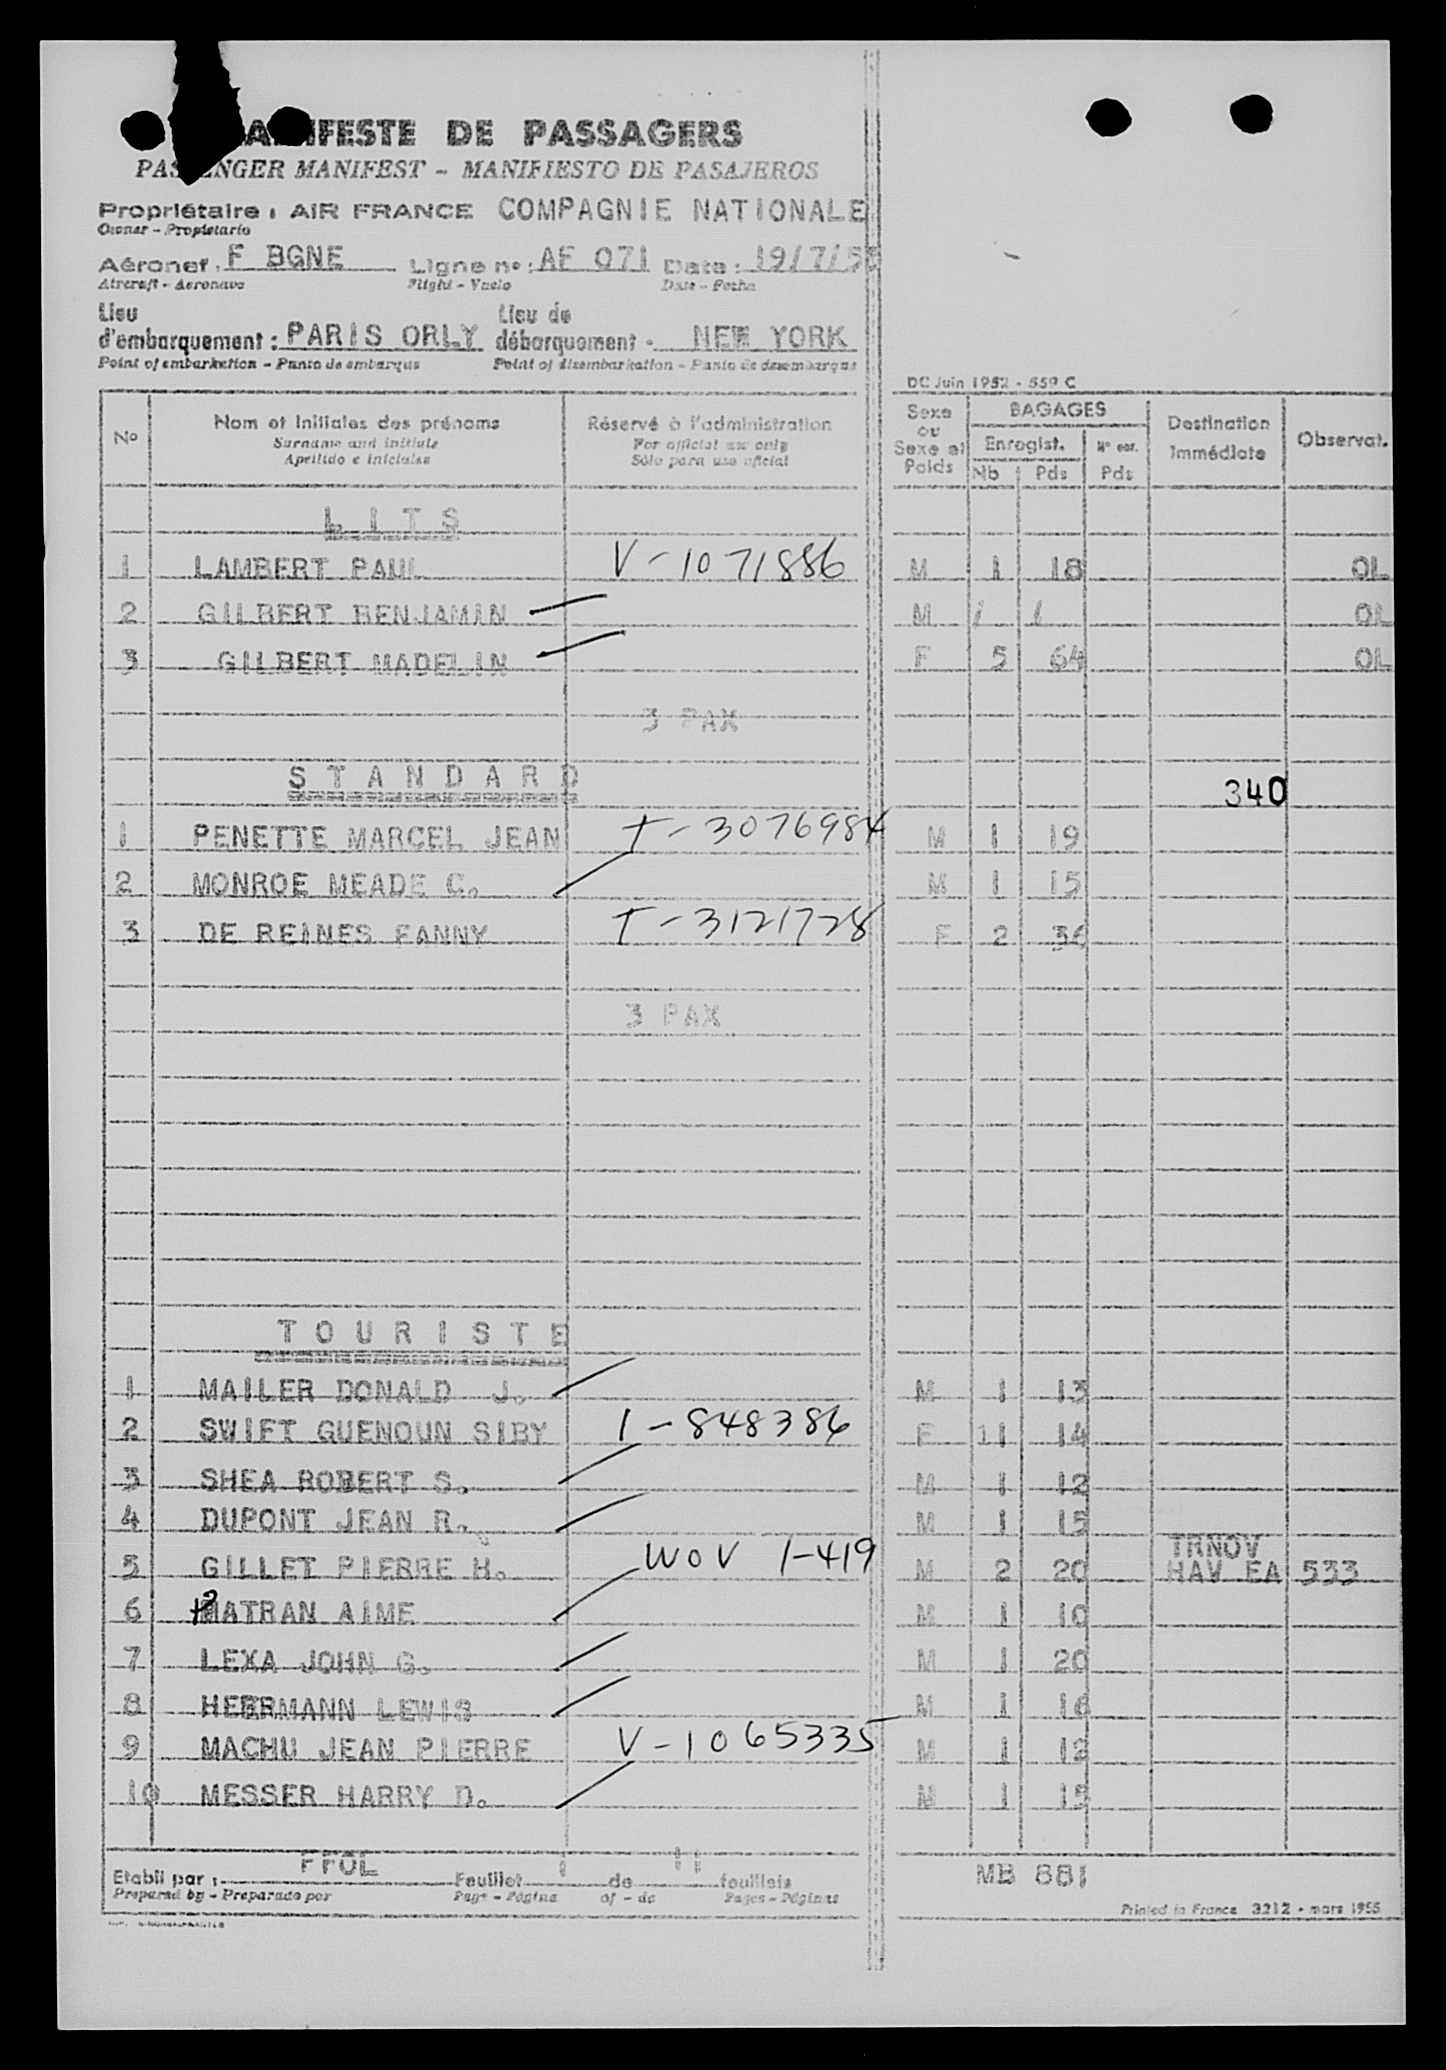 MANIFESTE DE PASSAGERS
PASSENGER MANIFEST - MANIFIESTO DE PASAJEROS
Propriétaire : AIR FRANCE COMPAGNIE NATIONALE
Owner - Propietario
Aéronef . F BGNE Ligne n° : AF 071 Date : 19/7/55
Aircraft - Aeronave Flight - Vuelo Date - Fecha
Lieu d'embarquement : PARIS ORLY Lieu de débarquement - NEW YORK
Point of embarkation - Punto de embarque Point of disembarkation - Punto de desembarque
DC Juin 1952 - 559 C
N° Nom et Initiales des prénoms Réservé à l'administration Sexe ou Sexe et Poids BAGAGES Destination Immédiate Observat.
Surname and initials For official use only Enregist. N° enr.
Apellido e iniciales Sólo para uso oficial Nb Pds Pds
LITS
1 LAMBERT PAUL V-1071886 M 1 18 OL
2 GILBERT BENJAMIN M / / OL
3 GILBERT MADELIN F 5 64 OL
3 PAX
STANDARD
340
1 PENETTE MARCEL JEAN T-3076984 M 1 19
2 MONROE MEADE C. M 1 15
3 DE REINES FANNY T-3121728 F 2 36
3 PAX
TOURISTE
1 MAILER DONALD J. M 1 13
2 SWIFT GUENOUN SIBY 1-848386 F 11 14
3 SHEA ROBERT S. M 1 12
4 DUPONT JEAN R. M 1 15
TRNOV
5 GILLET PIERRE H. WOV 1-419 M 2 20 HAV EA 533
6 MATRAN AIME M 1 10
7 LEXA JOHN G. M 1 20
8 HERRMANN LEWIS M 1 16
9 MACHU JEAN PIERRE V-1065335 M 1 12
10 MESSER HARRY D. M 1 15
Etabli par : FFOL Feuillet 1 de 11 feuillets MB 881
Prepared by - Preparado por Page - Página of - de Pages - Páginas
Printed in France 3212 - mars 1955